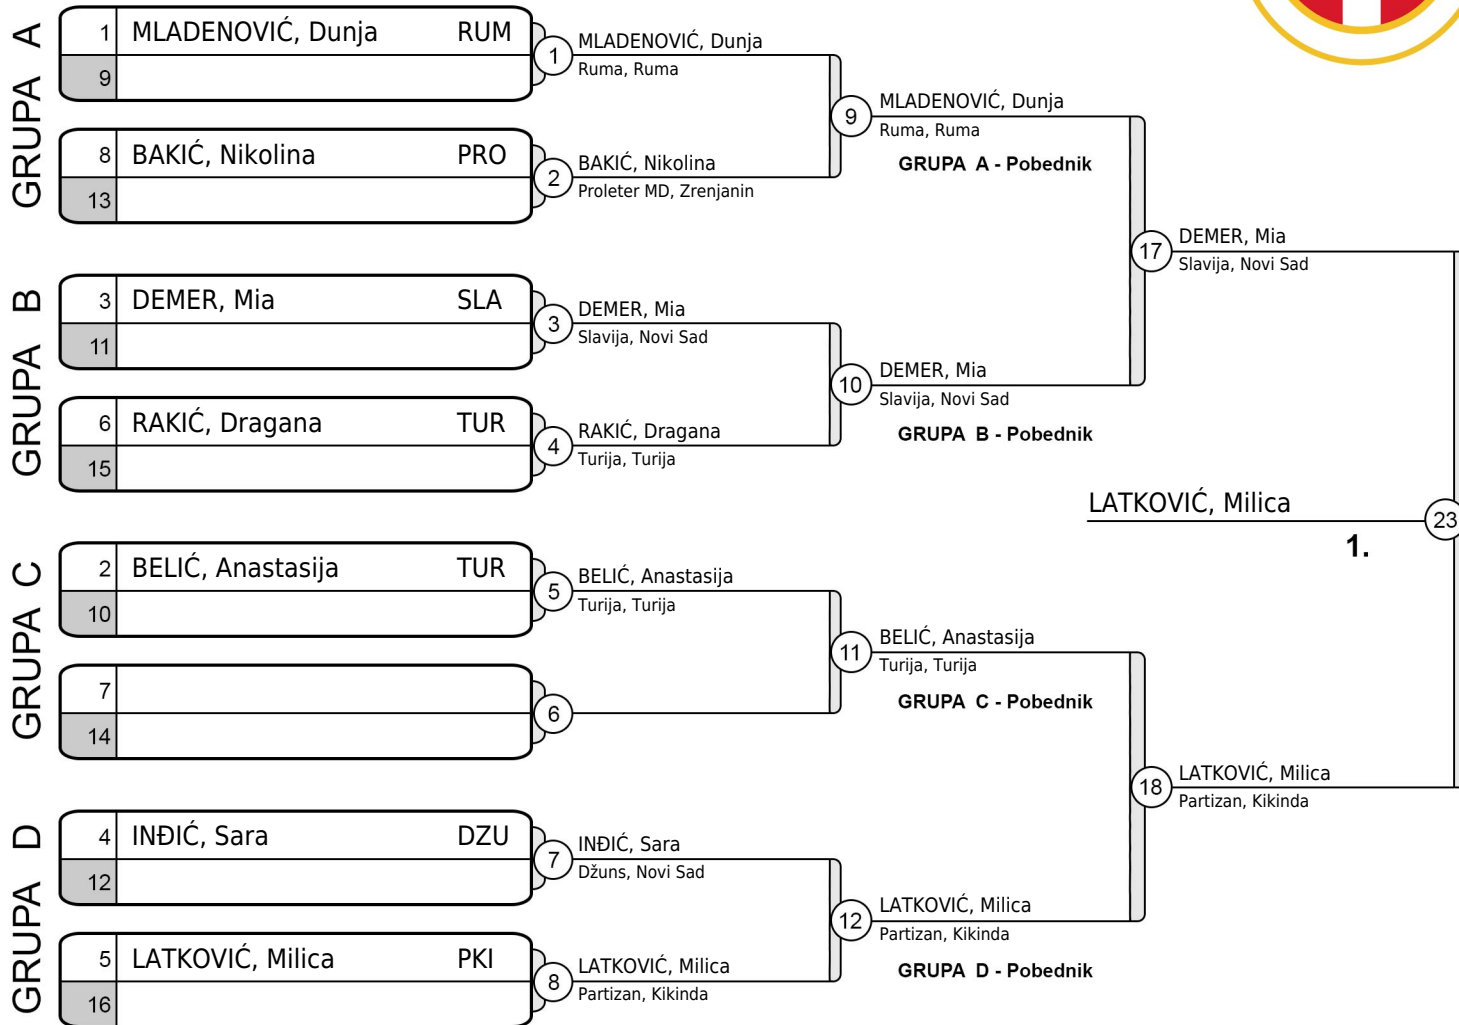 GRUPA A
1 MLADENOVIĆ, Dunja RUM
9
8 BAKIĆ, Nikolina PRO
13
1
MLADENOVIĆ, Dunja
Ruma, Ruma
2
BAKIĆ, Nikolina
Proleter MD, Zrenjanin
9
MLADENOVIĆ, Dunja
Ruma, Ruma
GRUPA A - Pobednik
GRUPA B
3 DEMER, Mia SLA
11
6 RAKIĆ, Dragana TUR
15
3
DEMER, Mia
Slavija, Novi Sad
4
RAKIĆ, Dragana
Turija, Turija
10
DEMER, Mia
Slavija, Novi Sad
GRUPA B - Pobednik
17
DEMER, Mia
Slavija, Novi Sad
GRUPA C
2 BELIĆ, Anastasija TUR
10
7
14
5
BELIĆ, Anastasija
Turija, Turija
6
11
BELIĆ, Anastasija
Turija, Turija
GRUPA C - Pobednik
GRUPA D
4 INĐIĆ, Sara DZU
12
5 LATKOVIĆ, Milica PKI
16
7
INĐIĆ, Sara
Džuns, Novi Sad
8
LATKOVIĆ, Milica
Partizan, Kikinda
12
LATKOVIĆ, Milica
Partizan, Kikinda
GRUPA D - Pobednik
18
LATKOVIĆ, Milica
Partizan, Kikinda
LATKOVIĆ, Milica
23
1.